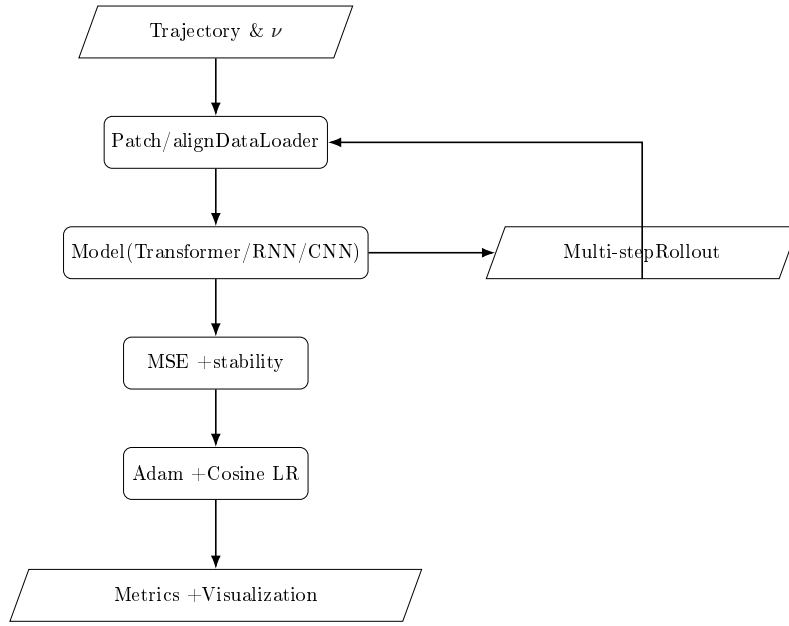 Trajectory & ν
Patch/alignDataLoader
Model(Transformer/RNN/CNN)
Multi-stepRollout
MSE +stability
Adam +Cosine LR
Metrics +Visualization